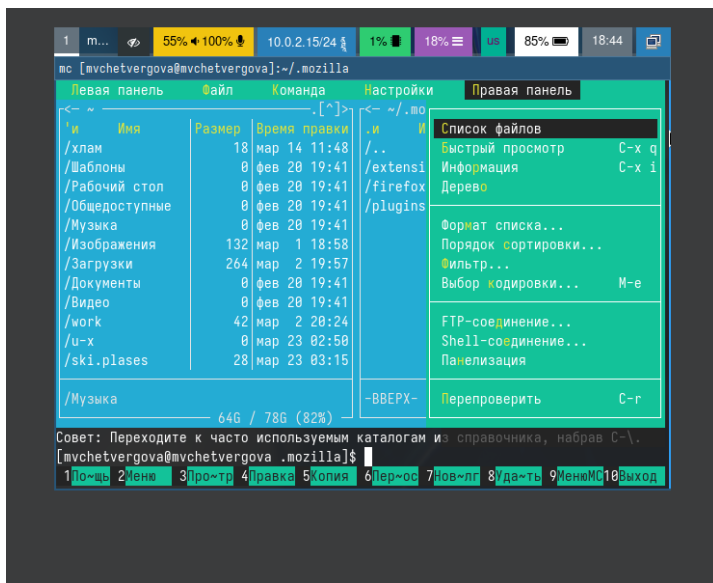 1 m... 55% 100% 10.0.2.15/24 1% 18% us 85% 18:44
mc [mvchetvergova@mvchetvergova]:~/.mozilla
Левая панель Файл Команда Настройки Правая панель
<- ~ .[^]> <- ~/.mo
'и Имя Размер Время правки .и И Список файлов
/хлам 18 мар 14 11:48 /.. Быстрый просмотр C-x q
/Шаблоны 0 фев 20 19:41 /extensi Информация C-x i
/Рабочий стол 0 фев 20 19:41 /firefox Дерево
/Общедоступные 0 фев 20 19:41 /plugins
/Музыка 0 фев 20 19:41 Формат списка...
/Изображения 132 мар 1 18:58 Порядок сортировки...
/Загрузки 264 мар 2 19:57 Фильтр...
/Документы 0 фев 20 19:41 Выбор кодировки... M-e
/Видео 0 фев 20 19:41
/work 42 мар 2 20:24 FTP-соединение...
/u-x 0 мар 23 02:50 Shell-соединение...
/ski.plases 28 мар 23 03:15 Панелизация
/Музыка -ВВЕРХ- Перепроверить C-r
64G / 78G (82%)
Совет: Переходите к часто используемым каталогам из справочника, набрав C-\.
[mvchetvergova@mvchetvergova .mozilla]$
1По~щь 2Меню 3Про~тр 4Правка 5Копия 6Пер~ос 7Нов~лг 8Уда~ть 9МенюМС 10Выход